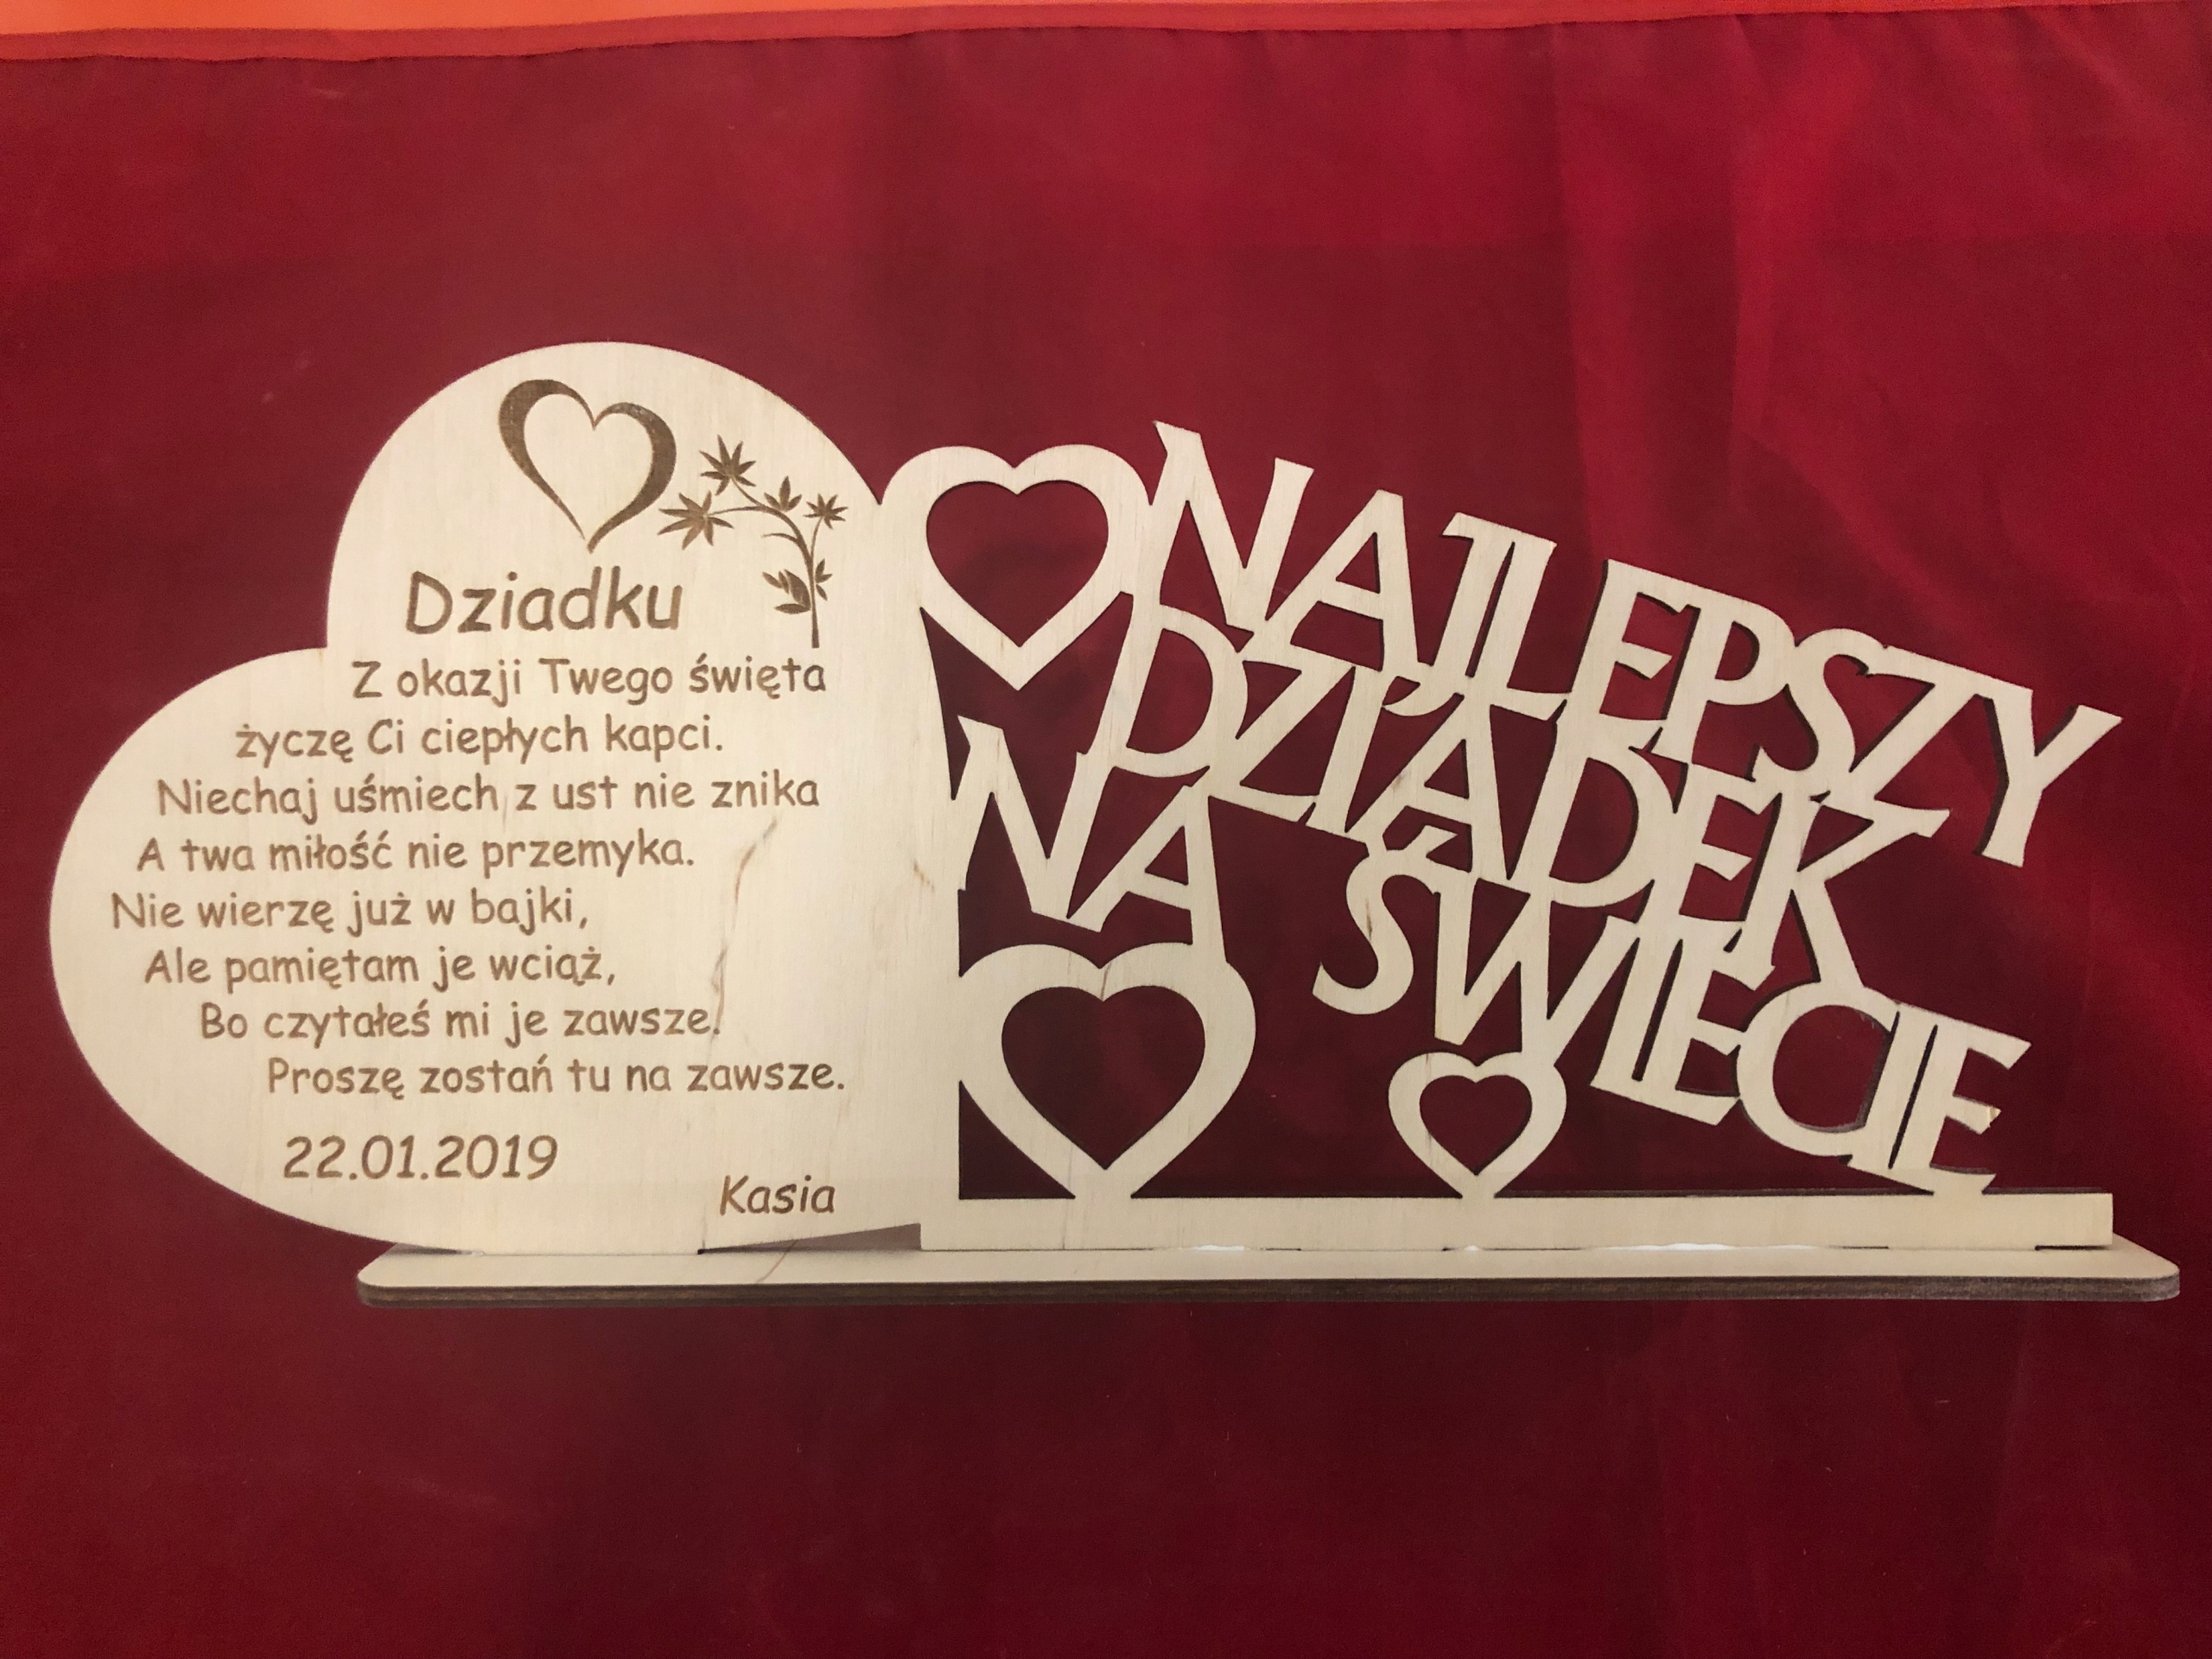 Dziadku
Z okazji Twego święta
życzę Ci ciepłych kapci.
Niechaj uśmiech z ust nie znika
A twa miłość nie przemyka.
Nie wierzę już w bajki,
Ale pamiętam je wciąż,
Bo czytałeś mi je zawsze.
Proszę zostań tu na zawsze.
22.01.2019
Kasia
NAJLEPSZY
DZIADEK
NA ŚWIECIE